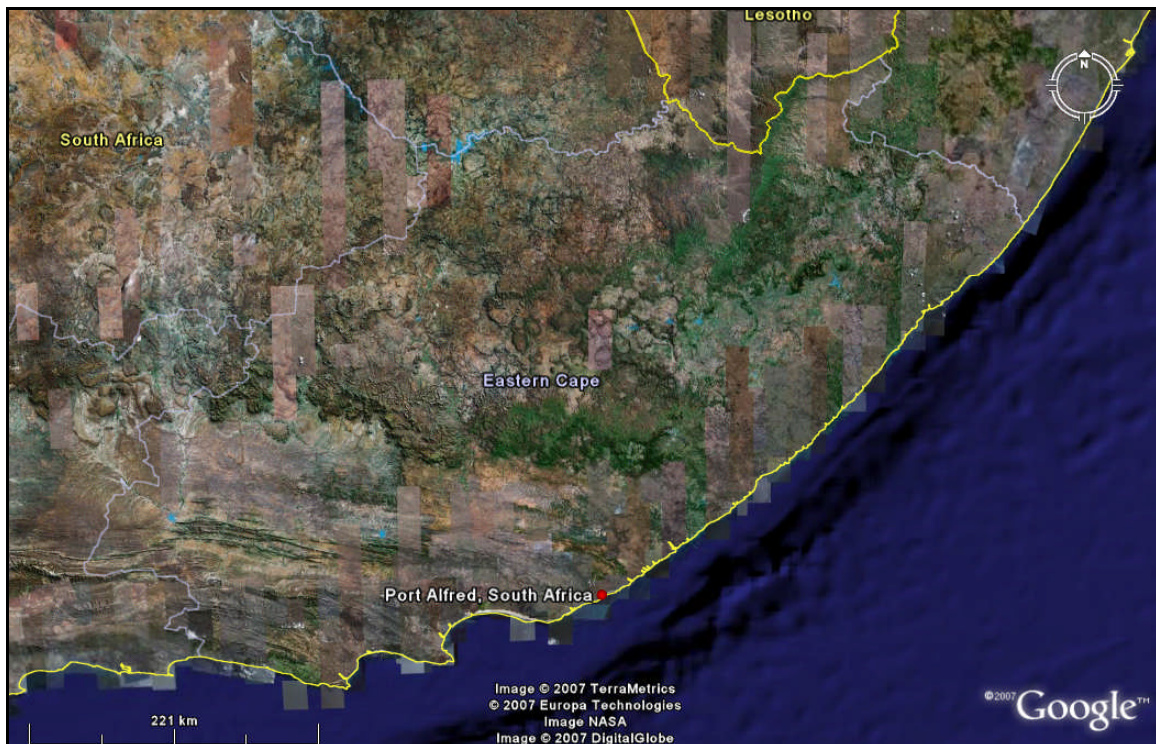 Lesotho
N
South Africa
Eastern Cape
Port Alfred, South Africa
Image © 2007 TerraMetrics
© 2007 Europa Technologies
Image NASA
Image © 2007 DigitalGlobe
221 km
©2007 Google™